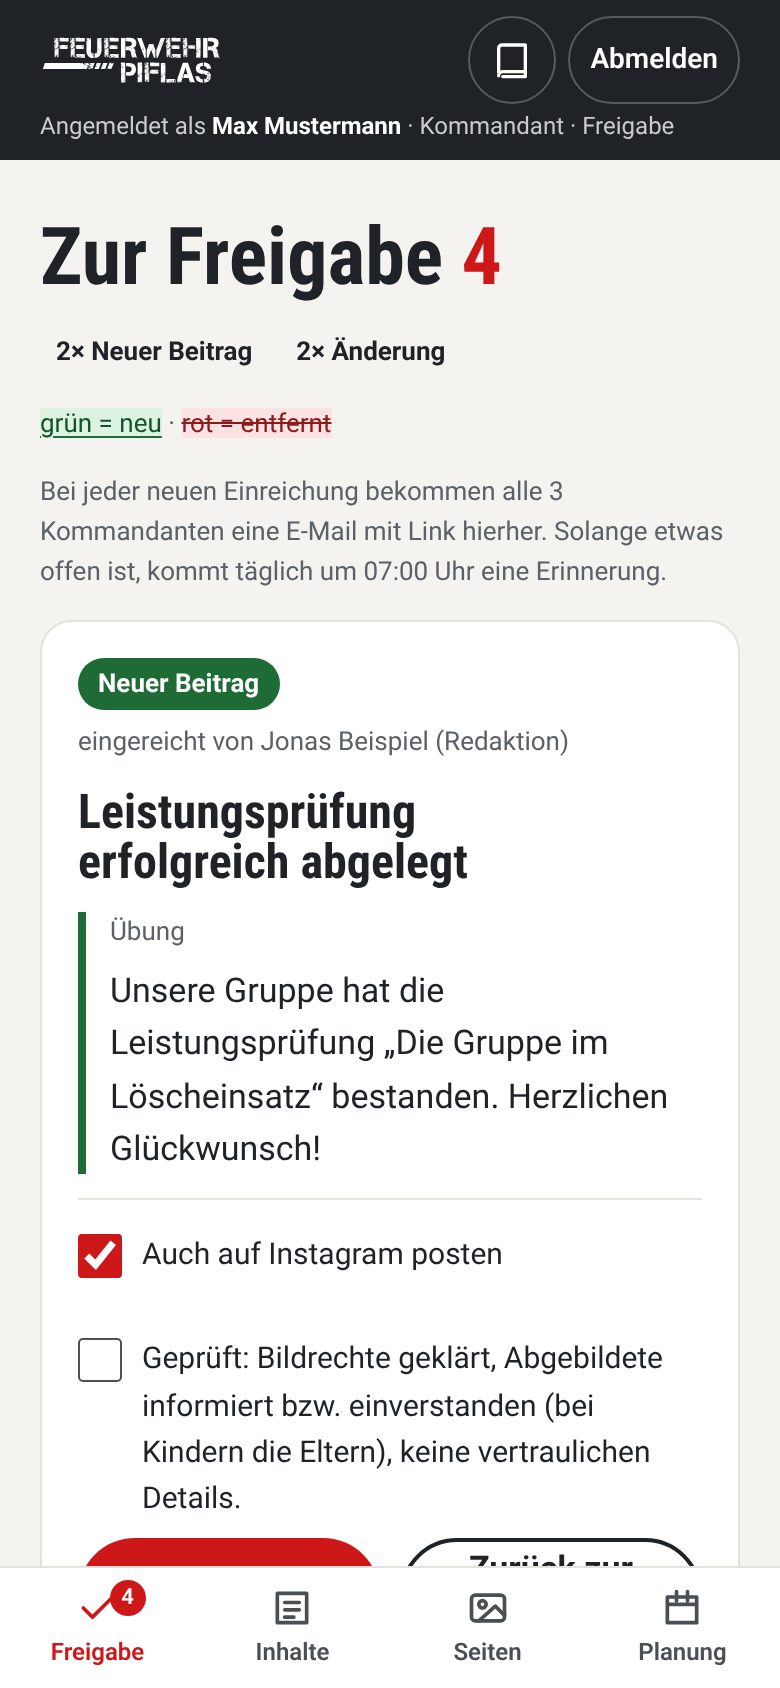 FEUERWEHR
PIFLAS
Abmelden
Angemeldet als Max Mustermann · Kommandant · Freigabe
Zur Freigabe 4
2× Neuer Beitrag 2× Änderung
grün = neu · rot = entfernt
Bei jeder neuen Einreichung bekommen alle 3
Kommandanten eine E-Mail mit Link hierher. Solange etwas
offen ist, kommt täglich um 07:00 Uhr eine Erinnerung.
Neuer Beitrag
eingereicht von Jonas Beispiel (Redaktion)
Leistungsprüfung
erfolgreich abgelegt
Übung
Unsere Gruppe hat die
Leistungsprüfung „Die Gruppe im
Löscheinsatz“ bestanden. Herzlichen
Glückwunsch!
Auch auf Instagram posten
Geprüft: Bildrechte geklärt, Abgebildete
informiert bzw. einverstanden (bei
Kindern die Eltern), keine vertraulichen
Details.
Zurück zur
4
Freigabe Inhalte Seiten Planung